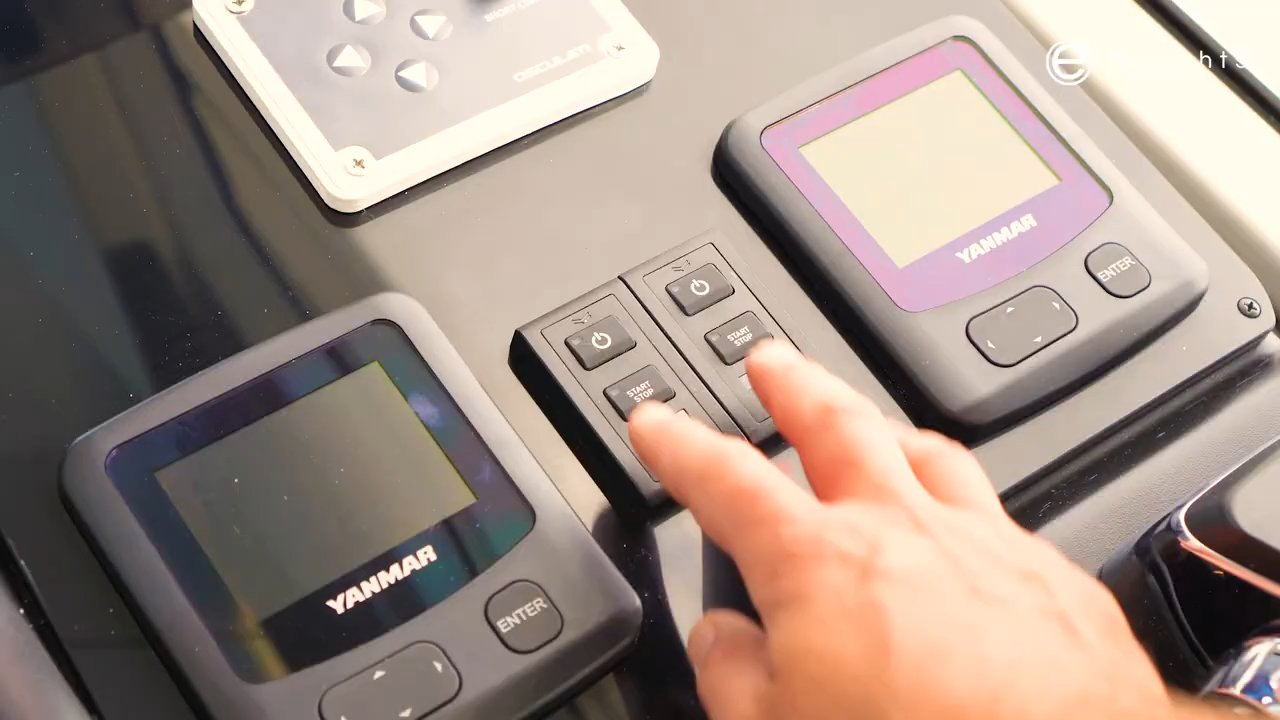 OSCULATI
YANMAR
ENTER
START
STOP
START
STOP
YANMAR
ENTER